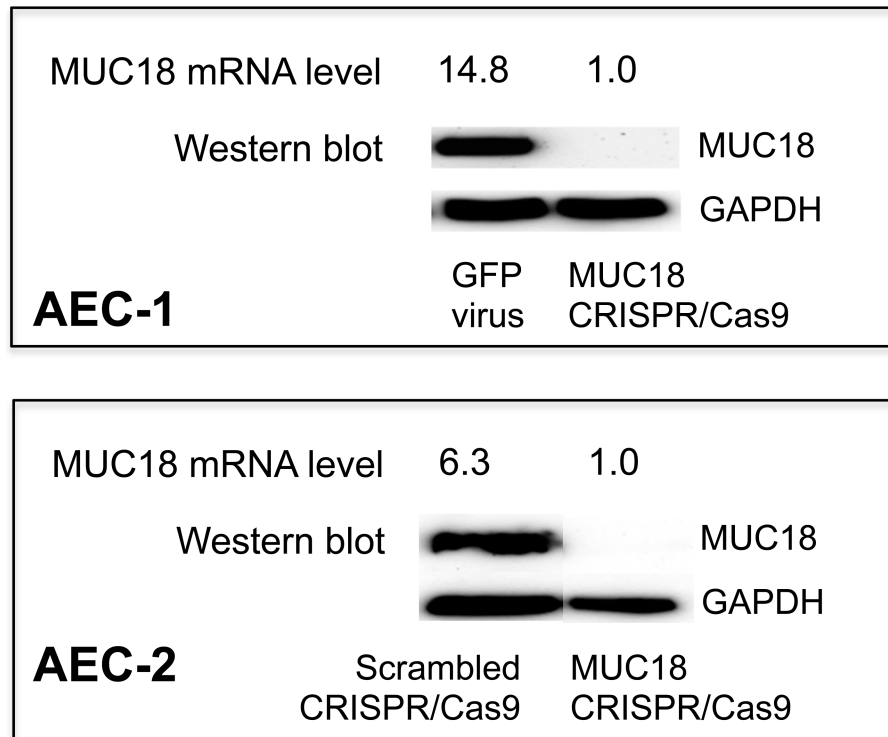 MUC18 mRNA level 14.8 1.0
Western blot MUC18
GAPDH
GFP MUC18
virus CRISPR/Cas9
AEC-1
MUC18 mRNA level 6.3 1.0
Western blot MUC18
GAPDH
AEC-2
Scrambled MUC18
CRISPR/Cas9 CRISPR/Cas9